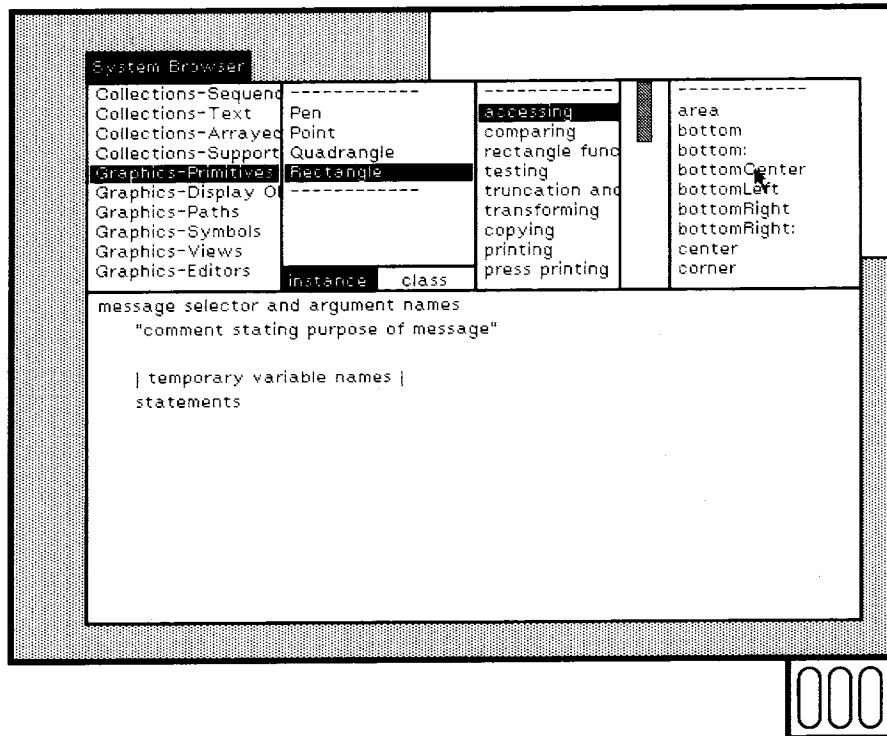 System Browser
Collections-Sequenc
Collections-Text
Collections-Arrayed
Collections-Support
Graphics-Primitives
Graphics-Display Ob
Graphics-Paths
Graphics-Symbols
Graphics-Views
Graphics-Editors
------------
Pen
Point
Quadrangle
Rectangle
------------
instance class
------------
accessing
comparing
rectangle func
testing
truncation and
transforming
copying
printing
press printing
------------
area
bottom
bottom:
bottomCenter
bottomLeft
bottomRight
bottomRight:
center
corner
message selector and argument names
"comment stating purpose of message"
| temporary variable names |
statements